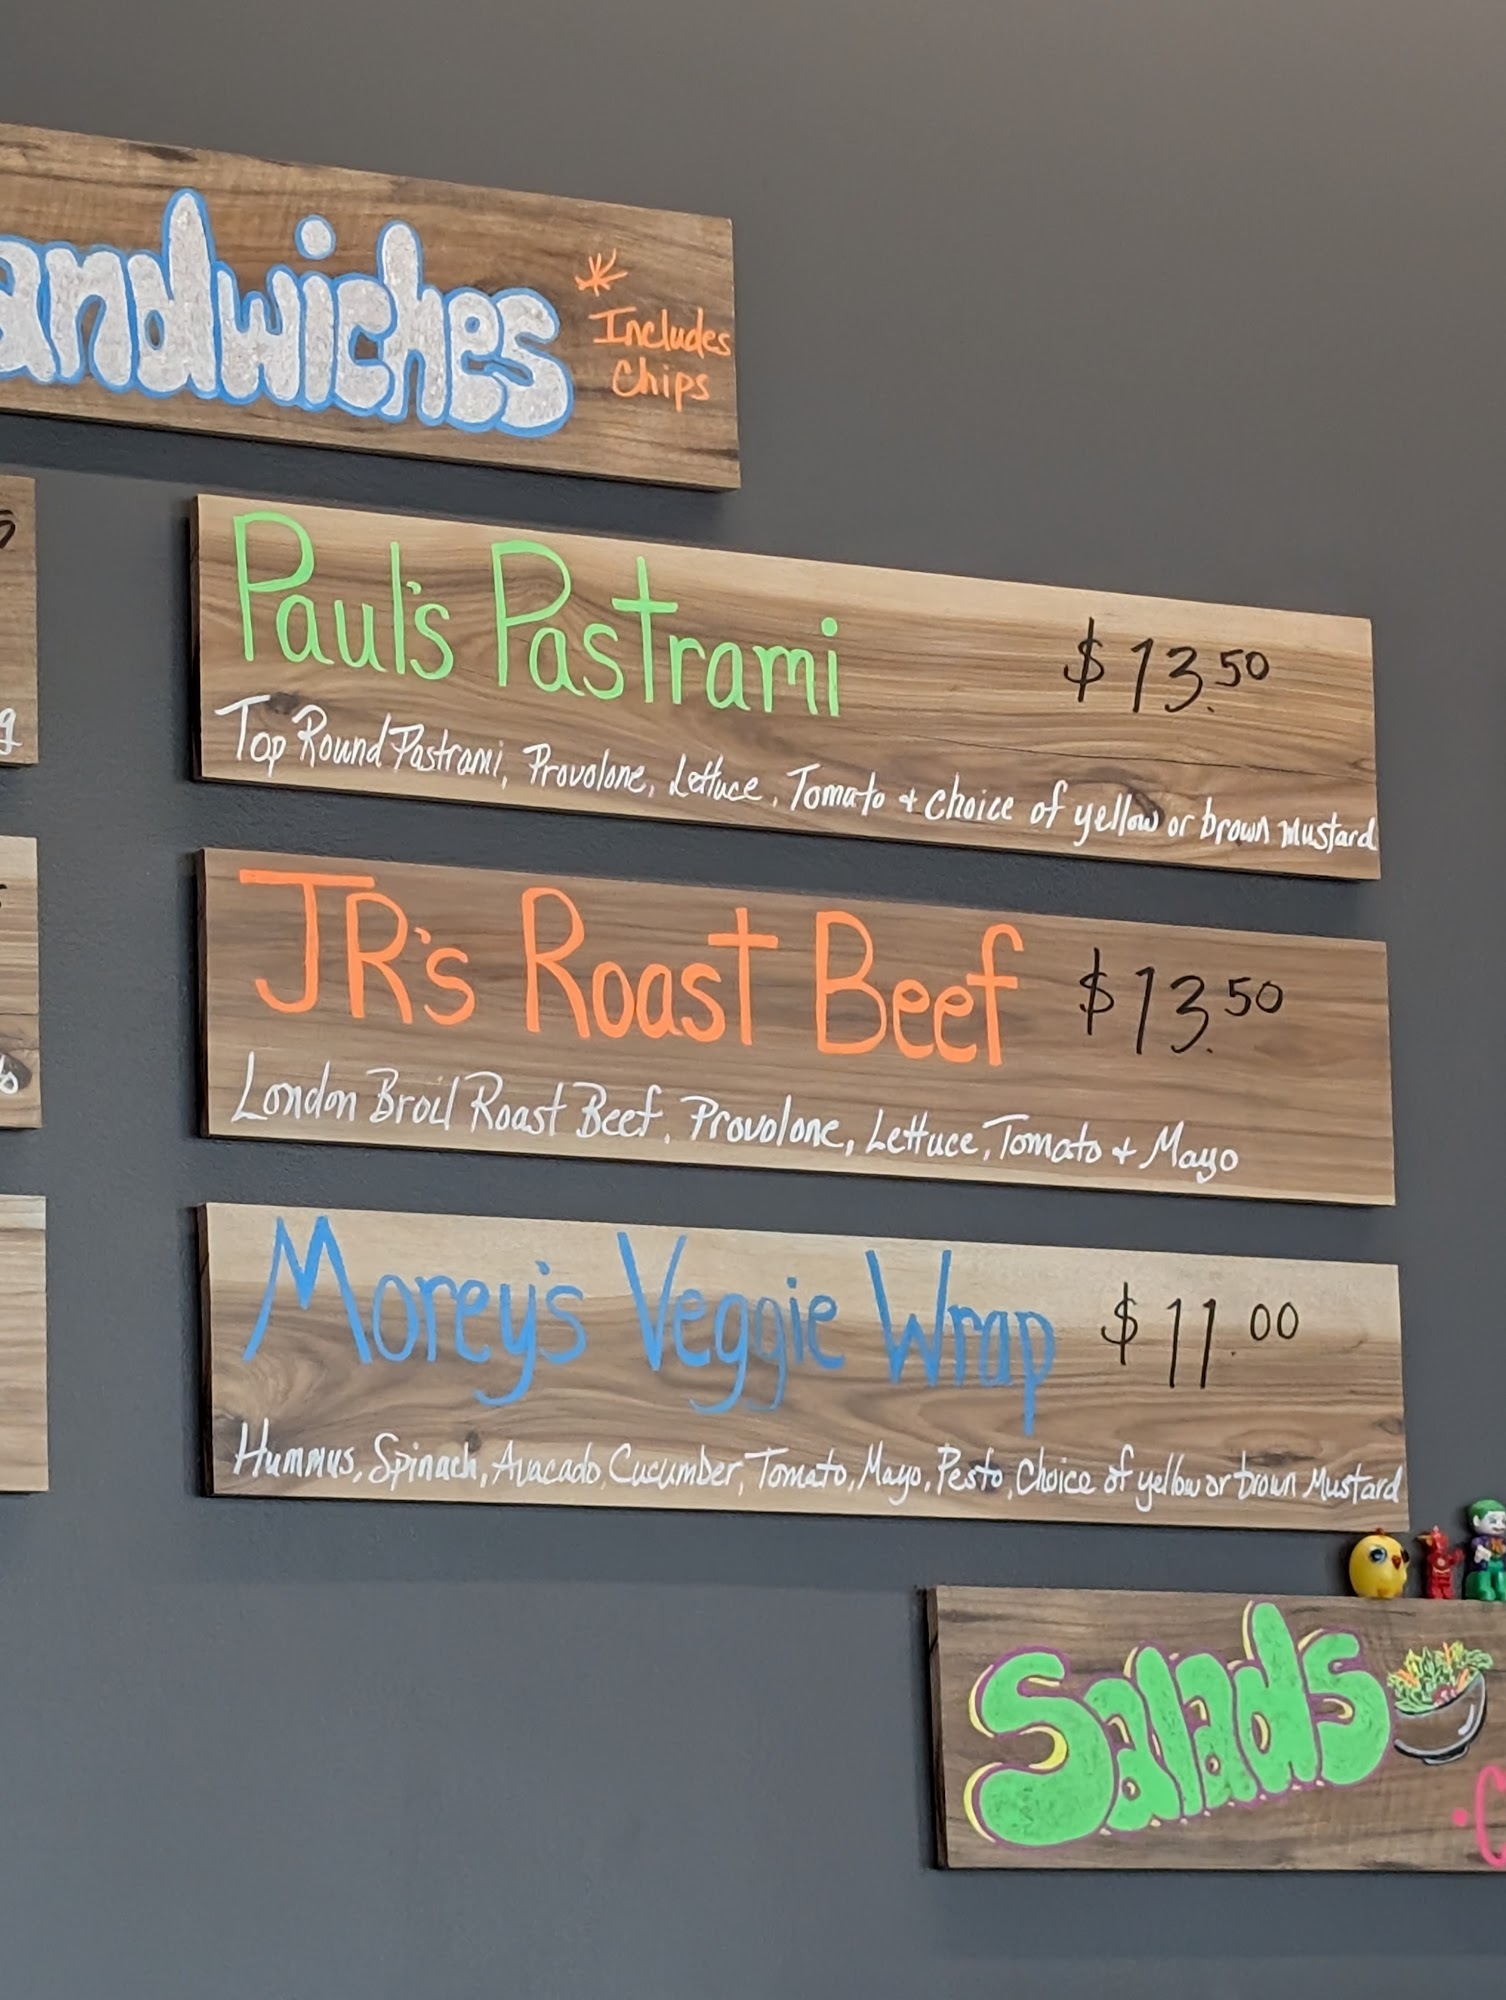 andwiches
* Includes
Chips
Paul's Pastrami $13.50
Top Round Pastrami, Provolone, Lettuce, Tomato + choice of yellow or brown mustard
JR's Roast Beef $13.50
London Broil Roast Beef, Provolone, Lettuce, Tomato + Mayo
Morey's Veggie Wrap $11.00
Hummus, Spinach, Avacado, Cucumber, Tomato, Mayo, Pesto, Choice of yellow or brown Mustard
Salads